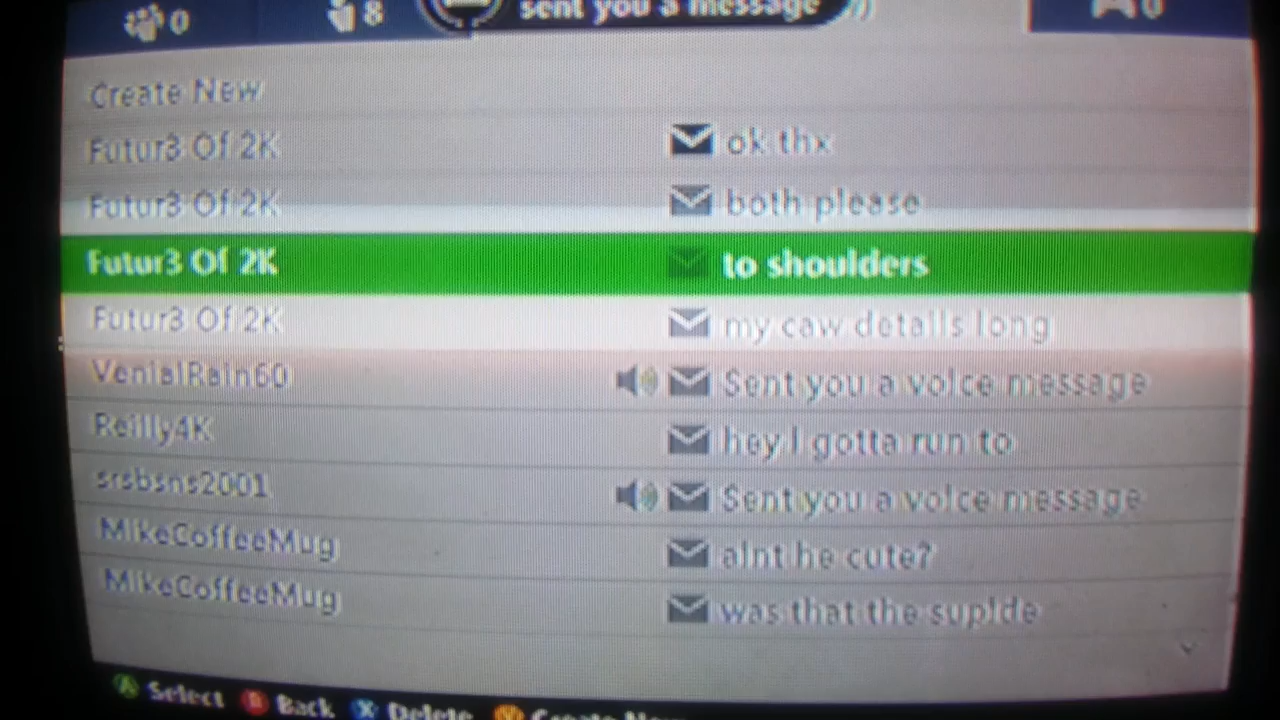 0 8 sent you a message 0
Create New
Futur3 Of 2K ok thx
Futur3 Of 2K both please
Futur3 Of 2K to shoulders
Futur3 Of 2K my caw details long
VenialRain60 Sent you a voice message
Reilly4K hey I gotta run to
srsbsns2001 Sent you a voice message
MikeCoffeeMug aint he cute?
MikeCoffeeMug was that the supide
A Select B Back X Delete Y Create New